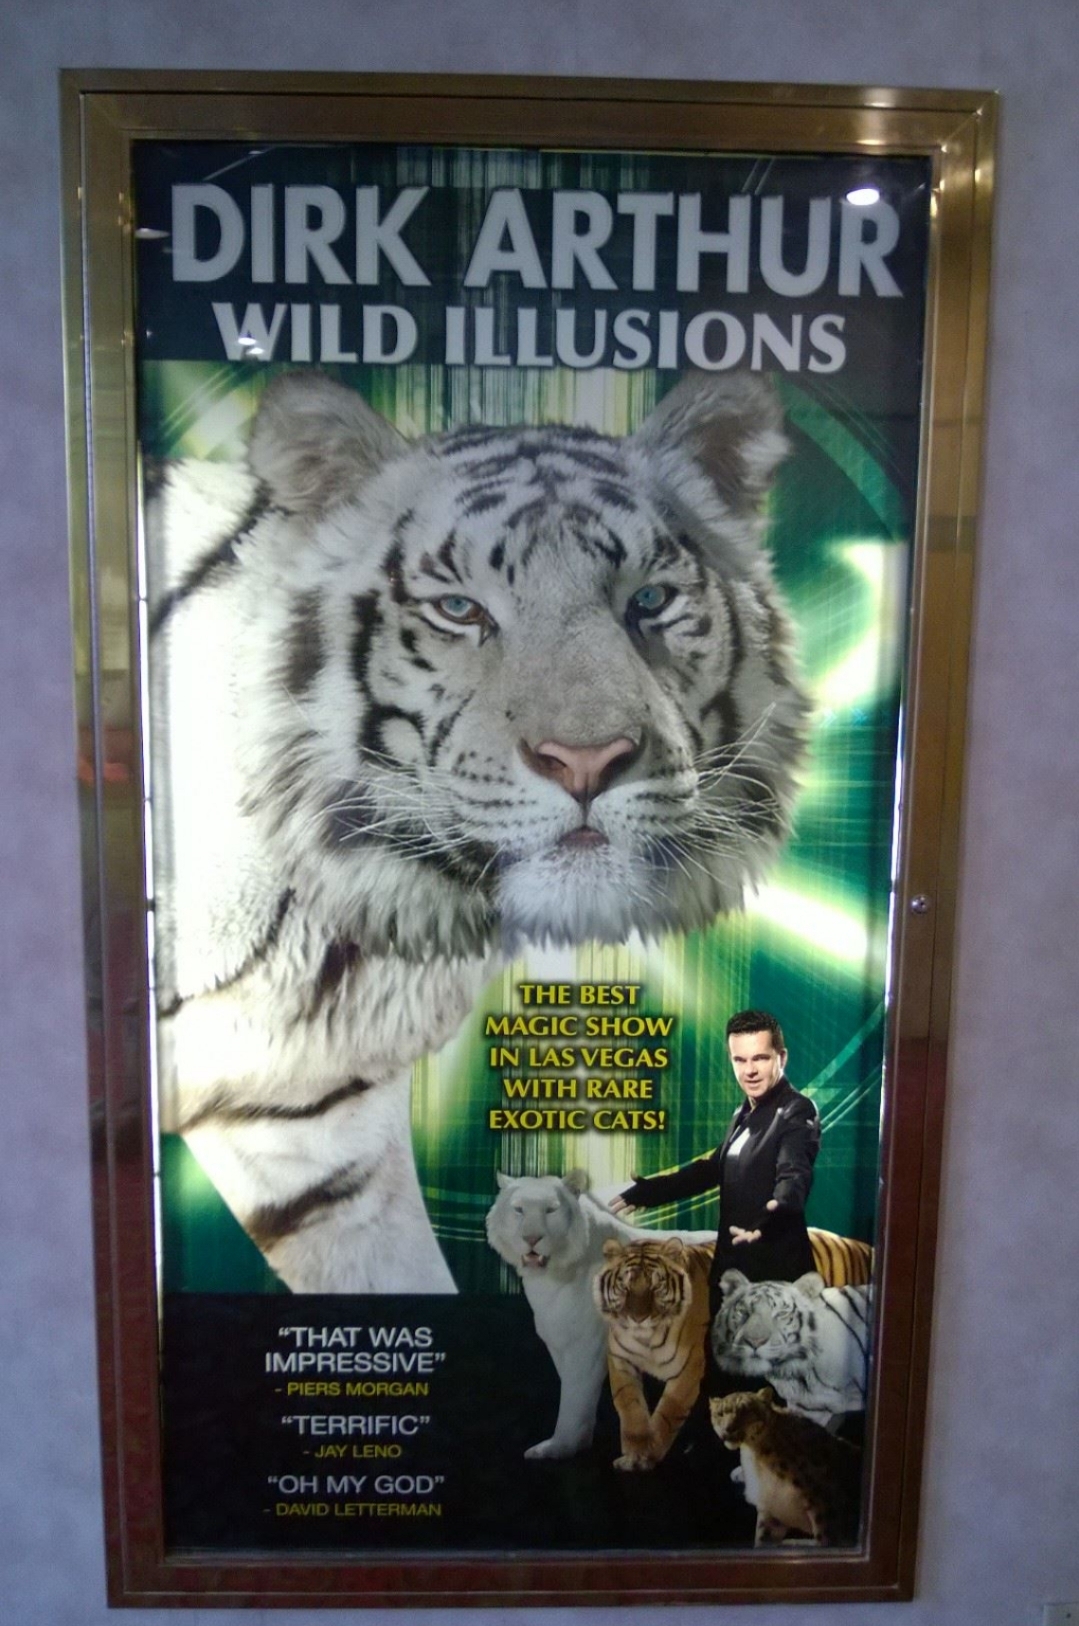 DIRK ARTHUR
WILD ILLUSIONS
THE BEST
MAGIC SHOW
IN LAS VEGAS
WITH RARE
EXOTIC CATS!
“THAT WAS
IMPRESSIVE”
- PIERS MORGAN
“TERRIFIC”
- JAY LENO
“OH MY GOD”
- DAVID LETTERMAN